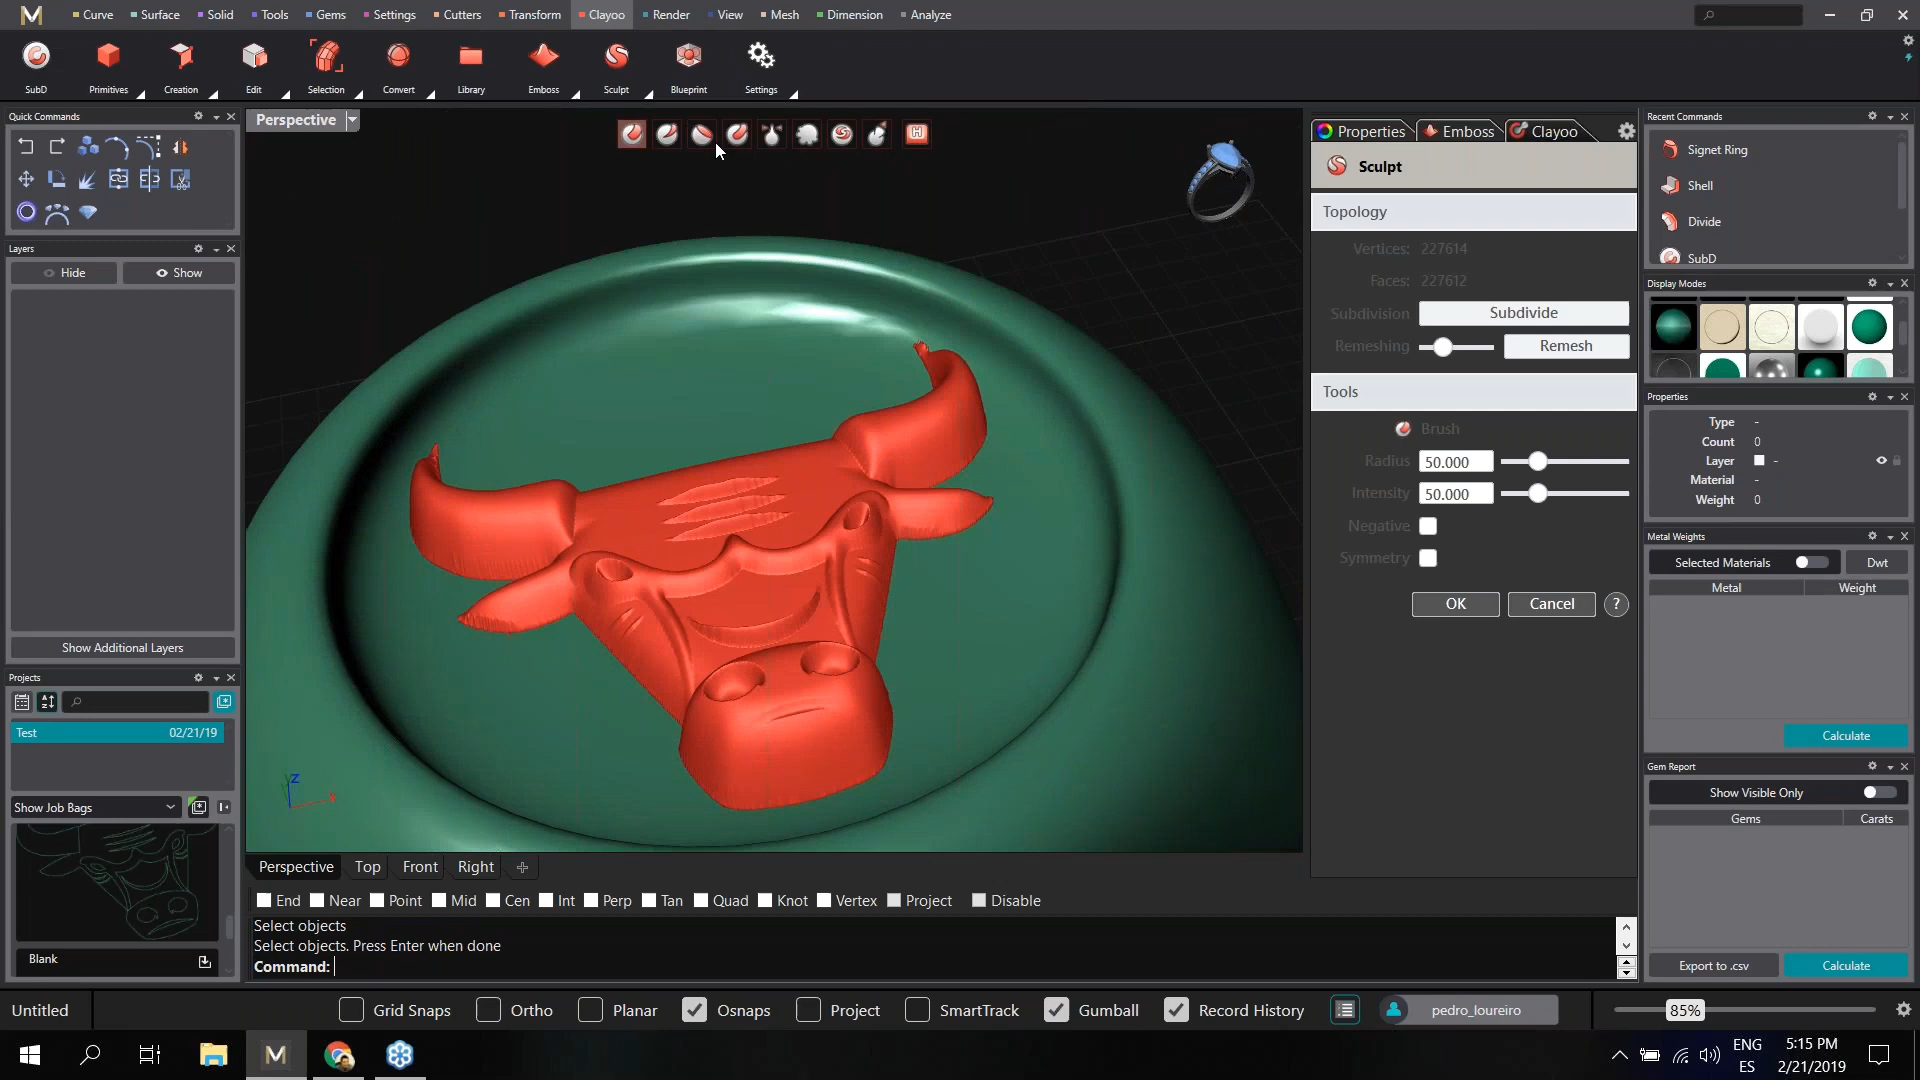 M Curve Surface Solid Tools Gems Settings Cutters Transform Clayoo Render View Mesh Dimension Analyze
SubD Primitives Creation Edit Selection Convert Library Emboss Sculpt Blueprint Settings
Quick Commands
Layers
Hide Show
Show Additional Layers
Projects
Test 02/21/19
Show Job Bags
Blank
Perspective
H
Z
x
Perspective Top Front Right
End Near Point Mid Cen Int Perp Tan Quad Knot Vertex Project Disable
Select objects
Select objects. Press Enter when done
Command:
Properties Emboss Clayoo
Sculpt
Topology
Vertices: 227614
Faces: 227612
Subdivision Subdivide
Remeshing Remesh
Tools
Brush
Radius 50.000
Intensity 50.000
Negative
Symmetry
OK Cancel ?
Recent Commands
Signet Ring
Shell
Divide
SubD
Display Modes
Properties
Type -
Count 0
Layer -
Material -
Weight 0
Metal Weights
Selected Materials Dwt
Metal Weight
Calculate
Gem Report
Show Visible Only
Gems Carats
Export to .csv Calculate
Untitled Grid Snaps Ortho Planar Osnaps Project SmartTrack Gumball Record History pedro_loureiro 85%
M ENG
ES
5:15 PM
2/21/2019